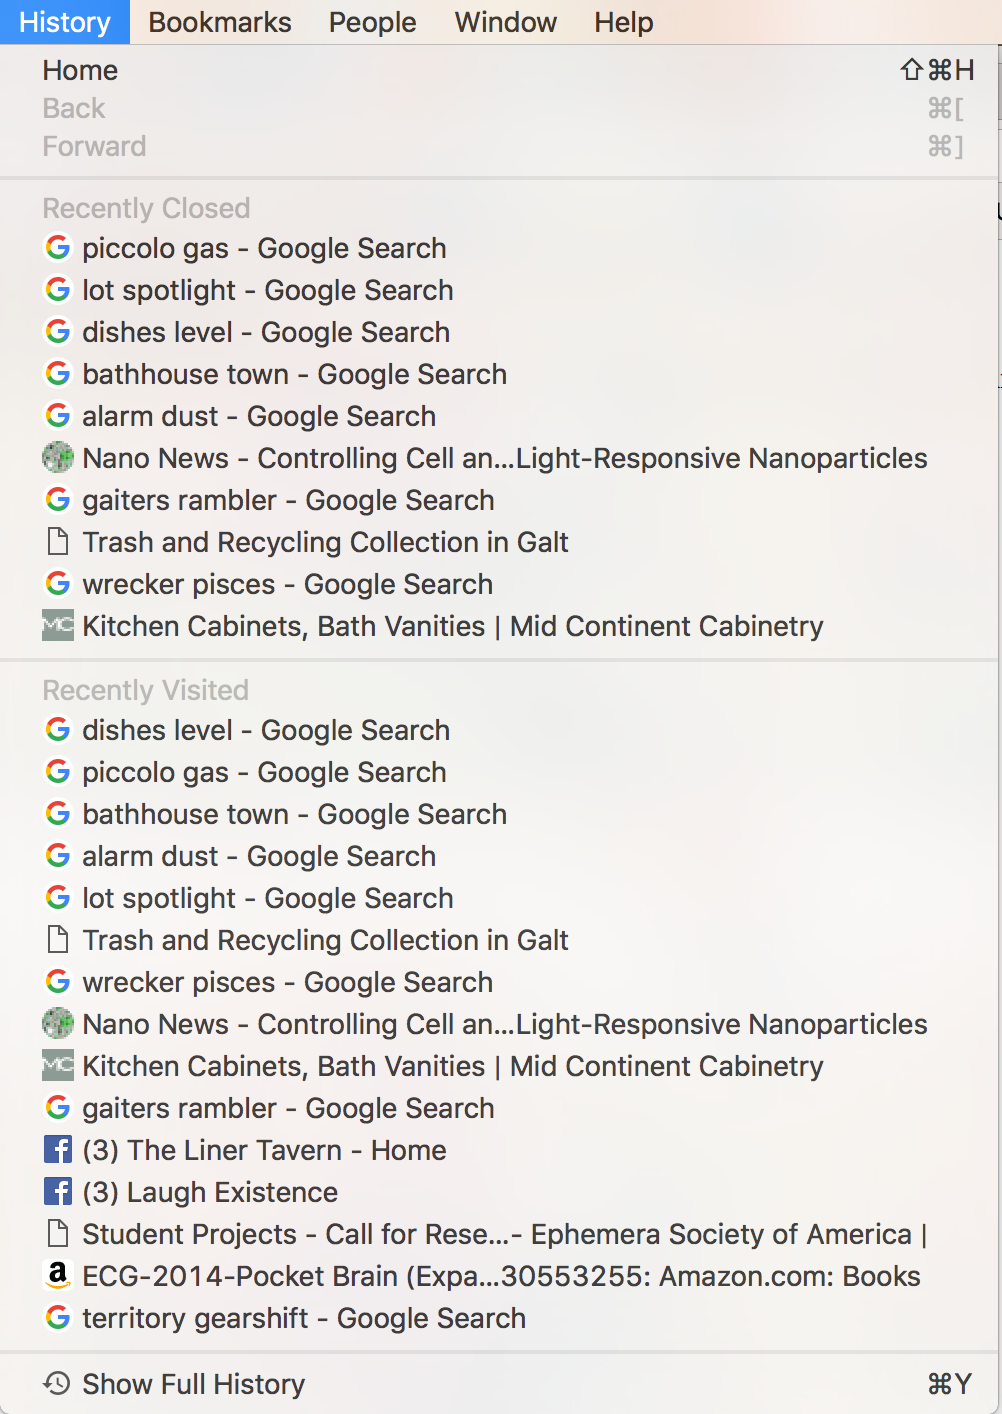 History Bookmarks People Window Help
Home ⇧⌘H
Back ⌘[
Forward ⌘]
Recently Closed
piccolo gas - Google Search
lot spotlight - Google Search
dishes level - Google Search
bathhouse town - Google Search
alarm dust - Google Search
Nano News - Controlling Cell an...Light-Responsive Nanoparticles
gaiters rambler - Google Search
Trash and Recycling Collection in Galt
wrecker pisces - Google Search
MC Kitchen Cabinets, Bath Vanities | Mid Continent Cabinetry
Recently Visited
dishes level - Google Search
piccolo gas - Google Search
bathhouse town - Google Search
alarm dust - Google Search
lot spotlight - Google Search
Trash and Recycling Collection in Galt
wrecker pisces - Google Search
Nano News - Controlling Cell an...Light-Responsive Nanoparticles
MC Kitchen Cabinets, Bath Vanities | Mid Continent Cabinetry
gaiters rambler - Google Search
(3) The Liner Tavern - Home
(3) Laugh Existence
Student Projects - Call for Rese...- Ephemera Society of America |
ECG-2014-Pocket Brain (Expa...30553255: Amazon.com: Books
territory gearshift - Google Search
Show Full History ⌘Y